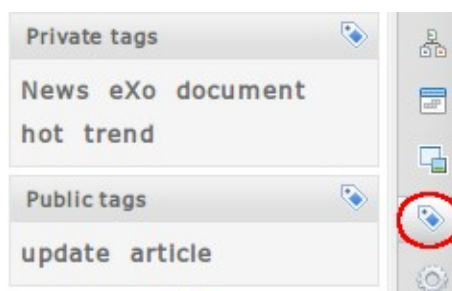 Private tags
News eXo document
hot trend
Public tags
update article